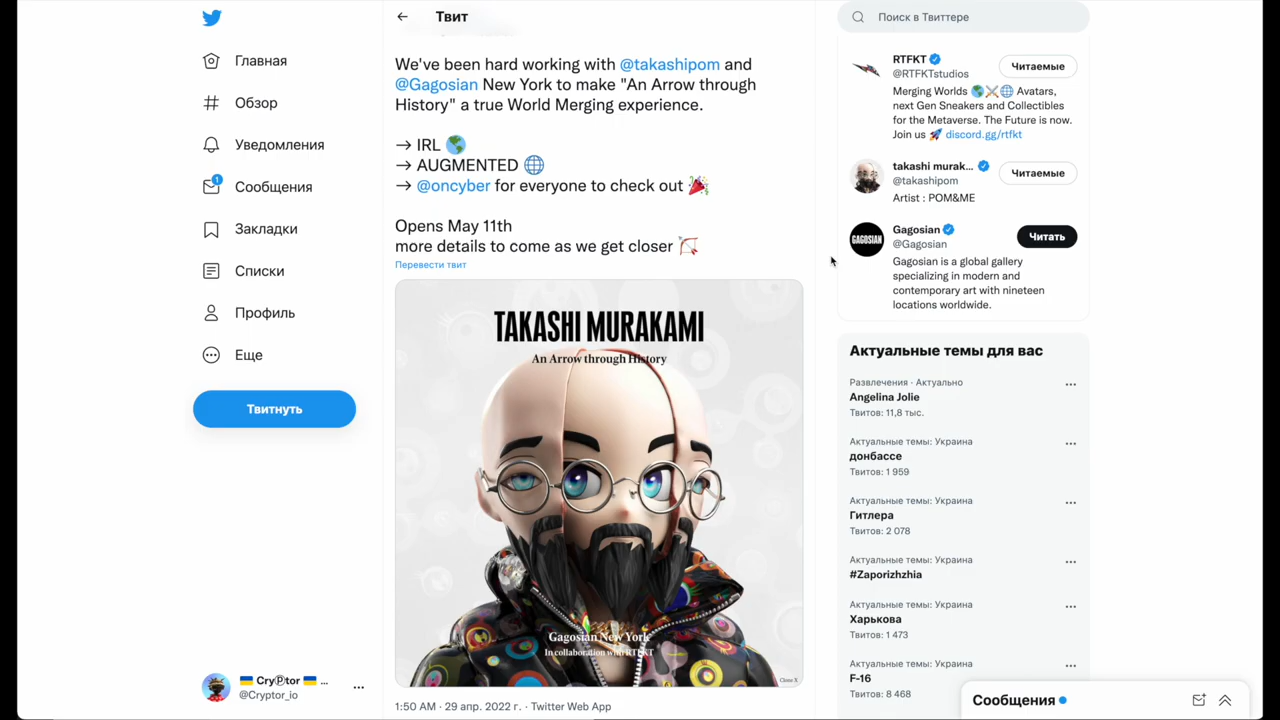 Твит
Поиск в Твиттере
Главная
Обзор
Уведомления
1
Сообщения
Закладки
Списки
Профиль
Еще
Твитнуть
Cryⓟtor ...
@Cryptor_io
We've been hard working with @takashipom and
@Gagosian New York to make "An Arrow through
History" a true World Merging experience.
→ IRL
→ AUGMENTED
→ @oncyber for everyone to check out
Opens May 11th
more details to come as we get closer
Перевести твит
TAKASHI MURAKAMI
An Arrow through History
Gagosian New York
In collaboration with RTFKT
Clone X
1:50 AM · 29 апр. 2022 г. · Twitter Web App
RTFKT
@RTFKTstudios
Читаемые
Merging Worlds Avatars,
next Gen Sneakers and Collectibles
for the Metaverse. The Future is now.
Join us discord.gg/rtfkt
takashi murak...
@takashipom
Читаемые
Artist : POM&ME
GAGOSIAN
Gagosian
@Gagosian
Читать
Gagosian is a global gallery
specializing in modern and
contemporary art with nineteen
locations worldwide.
Актуальные темы для вас
Развлечения · Актуально
Angelina Jolie
Твитов: 11,8 тыс.
Актуальные темы: Украина
донбассе
Твитов: 1 959
Актуальные темы: Украина
Гитлера
Твитов: 2 078
Актуальные темы: Украина
#Zaporizhzhia
Актуальные темы: Украина
Харькова
Твитов: 1 473
Актуальные темы: Украина
F-16
Твитов: 8 468
Сообщения